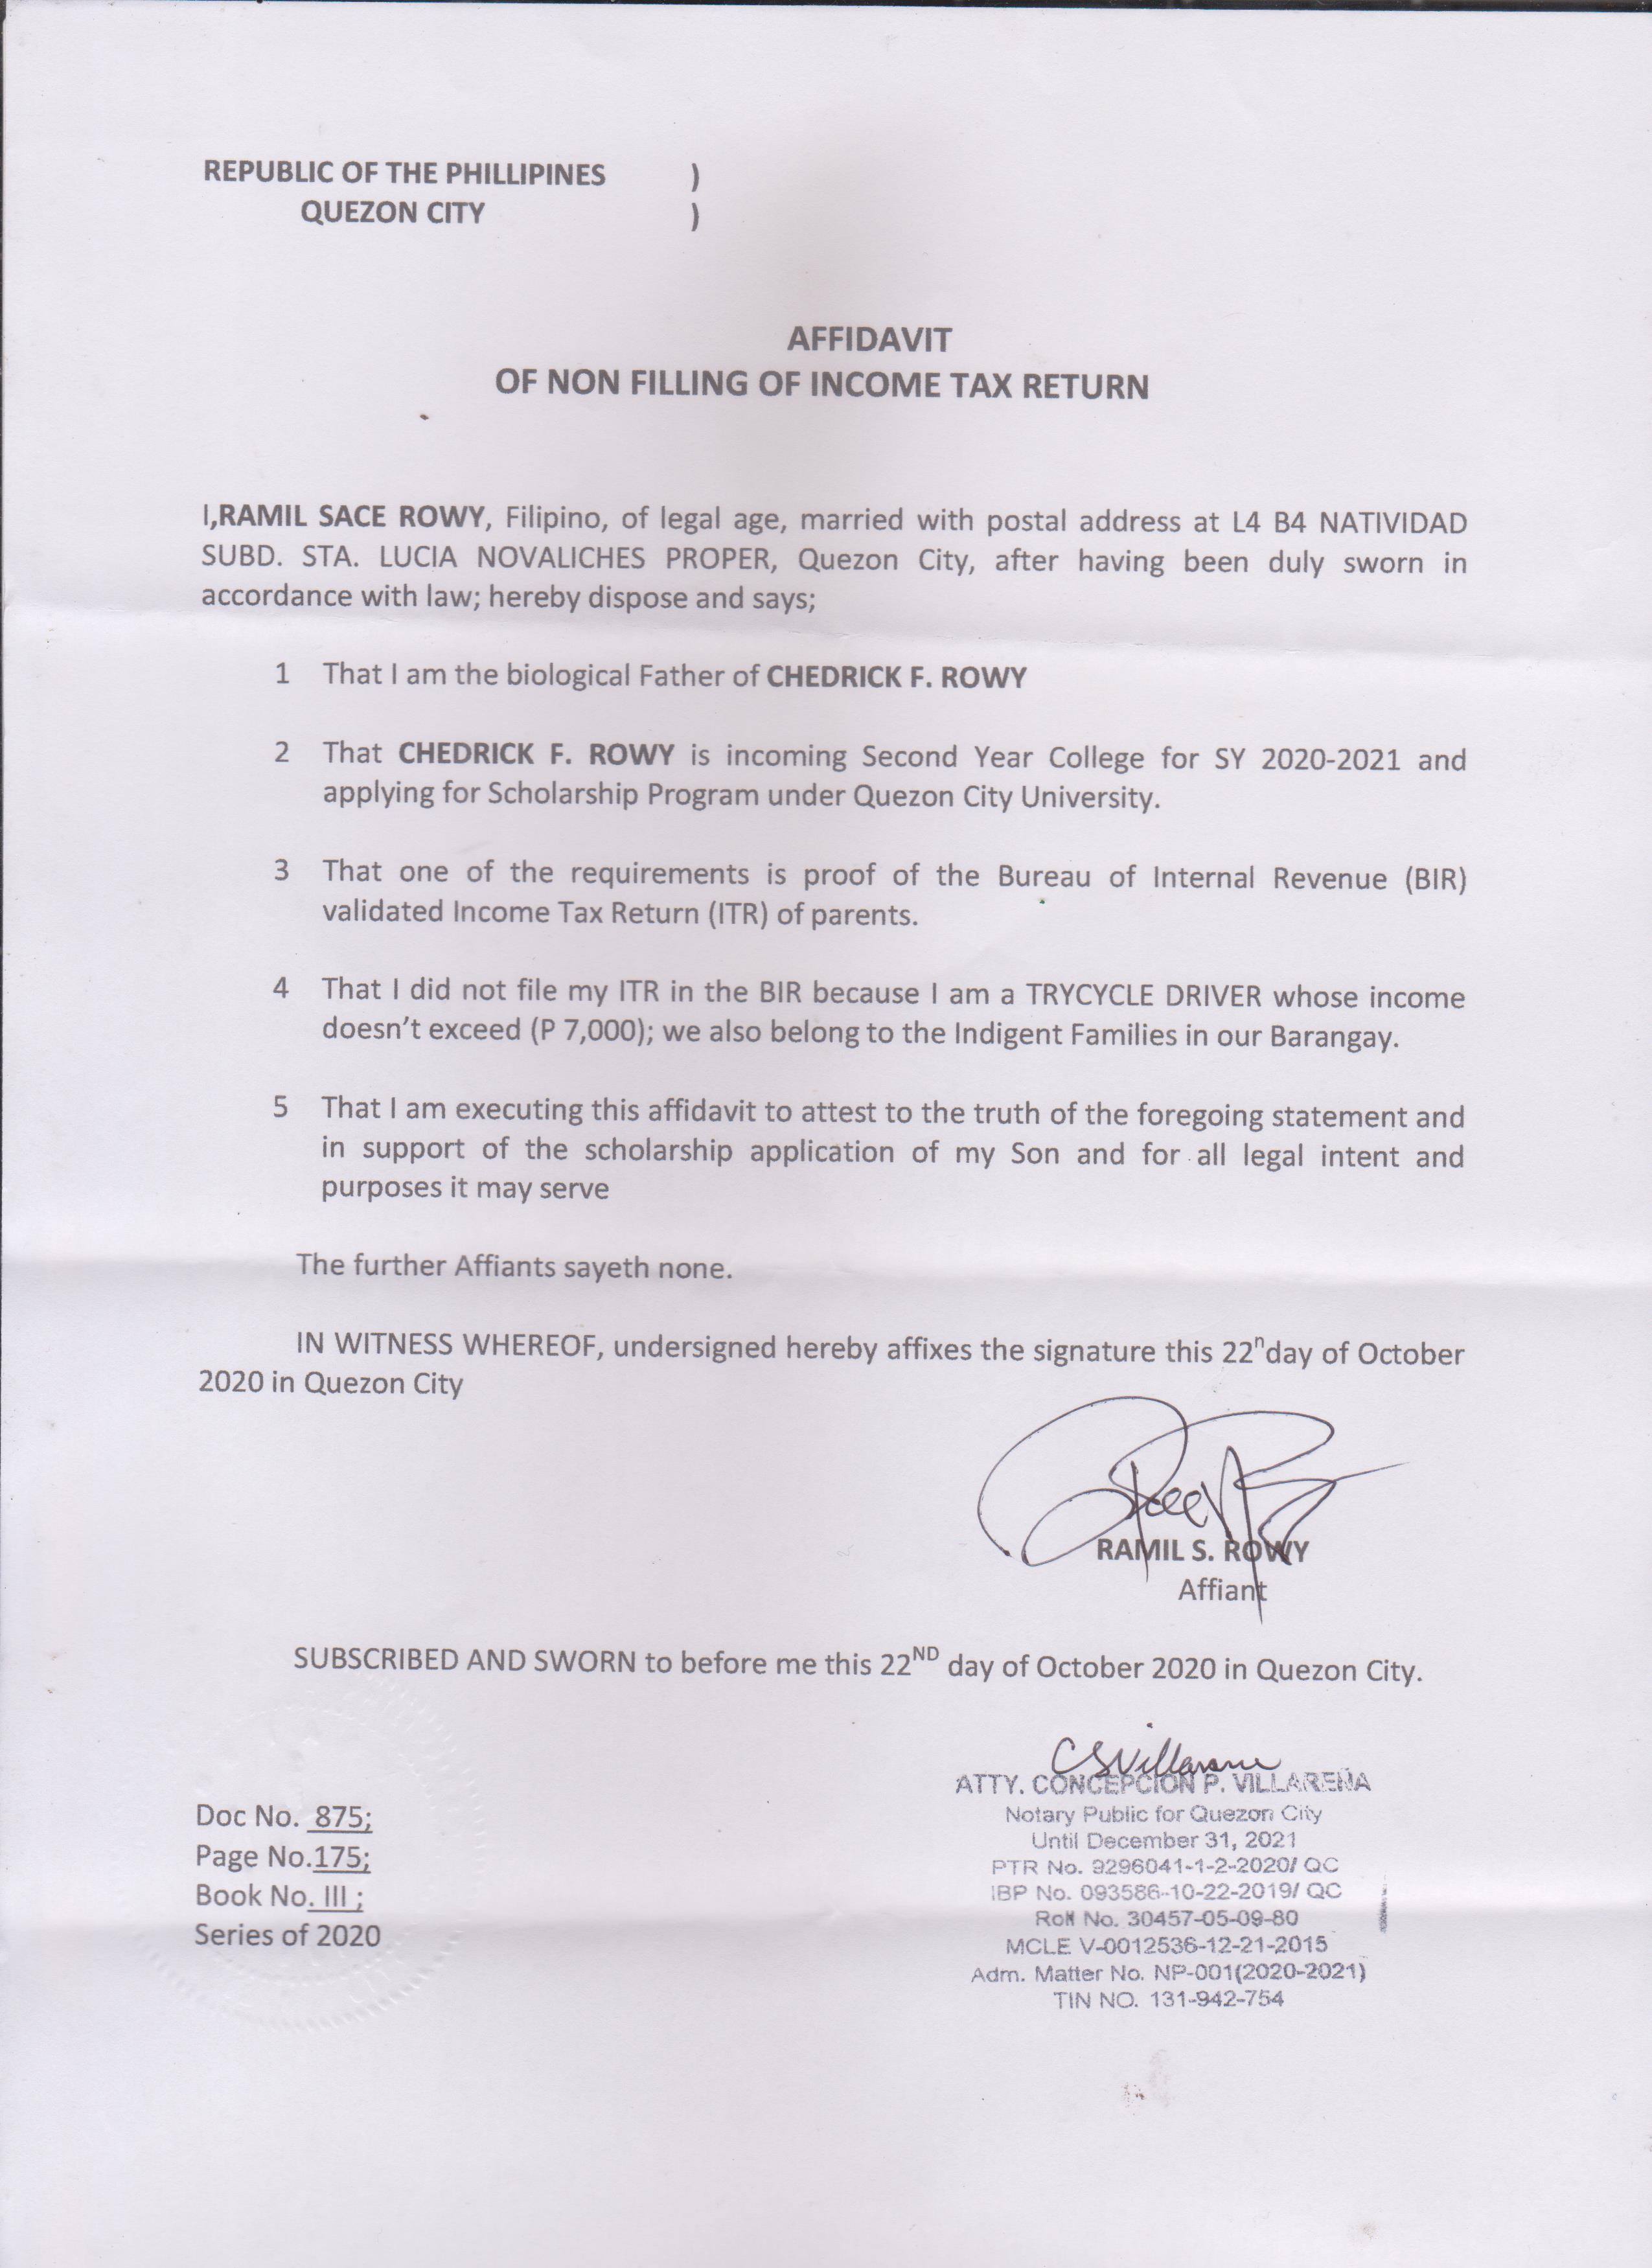 REPUBLIC OF THE PHILLIPINES )
QUEZON CITY )
AFFIDAVIT
OF NON FILLING OF INCOME TAX RETURN
I,RAMIL SACE ROWY, Filipino, of legal age, married with postal address at L4 B4 NATIVIDAD
SUBD. STA. LUCIA NOVALICHES PROPER, Quezon City, after having been duly sworn in
accordance with law; hereby dispose and says;
1 That I am the biological Father of CHEDRICK F. ROWY
2 That CHEDRICK F. ROWY is incoming Second Year College for SY 2020-2021 and
applying for Scholarship Program under Quezon City University.
3 That one of the requirements is proof of the Bureau of Internal Revenue (BIR)
validated Income Tax Return (ITR) of parents.
4 That I did not file my ITR in the BIR because I am a TRYCYCLE DRIVER whose income
doesn't exceed (P 7,000); we also belong to the Indigent Families in our Barangay.
5 That I am executing this affidavit to attest to the truth of the foregoing statement and
in support of the scholarship application of my Son and for all legal intent and
purposes it may serve
The further Affiants sayeth none.
IN WITNESS WHEREOF, undersigned hereby affixes the signature this 22ⁿday of October
2020 in Quezon City
RAMIL S. ROWY
Affiant
SUBSCRIBED AND SWORN to before me this 22ND day of October 2020 in Quezon City.
ATTY. CONCEPCION P. VILLAREÑA
Notary Public for Quezon City
Until December 31, 2021
PTR No. 9296041-1-2-2020/ QC
IBP No. 093586-10-22-2019/ QC
Roll No. 30457-05-09-80
MCLE V-0012536-12-21-2015
Adm. Matter No. NP-001(2020-2021)
TIN NO. 131-942-754
Doc No. 875;
Page No.175;
Book No. III ;
Series of 2020